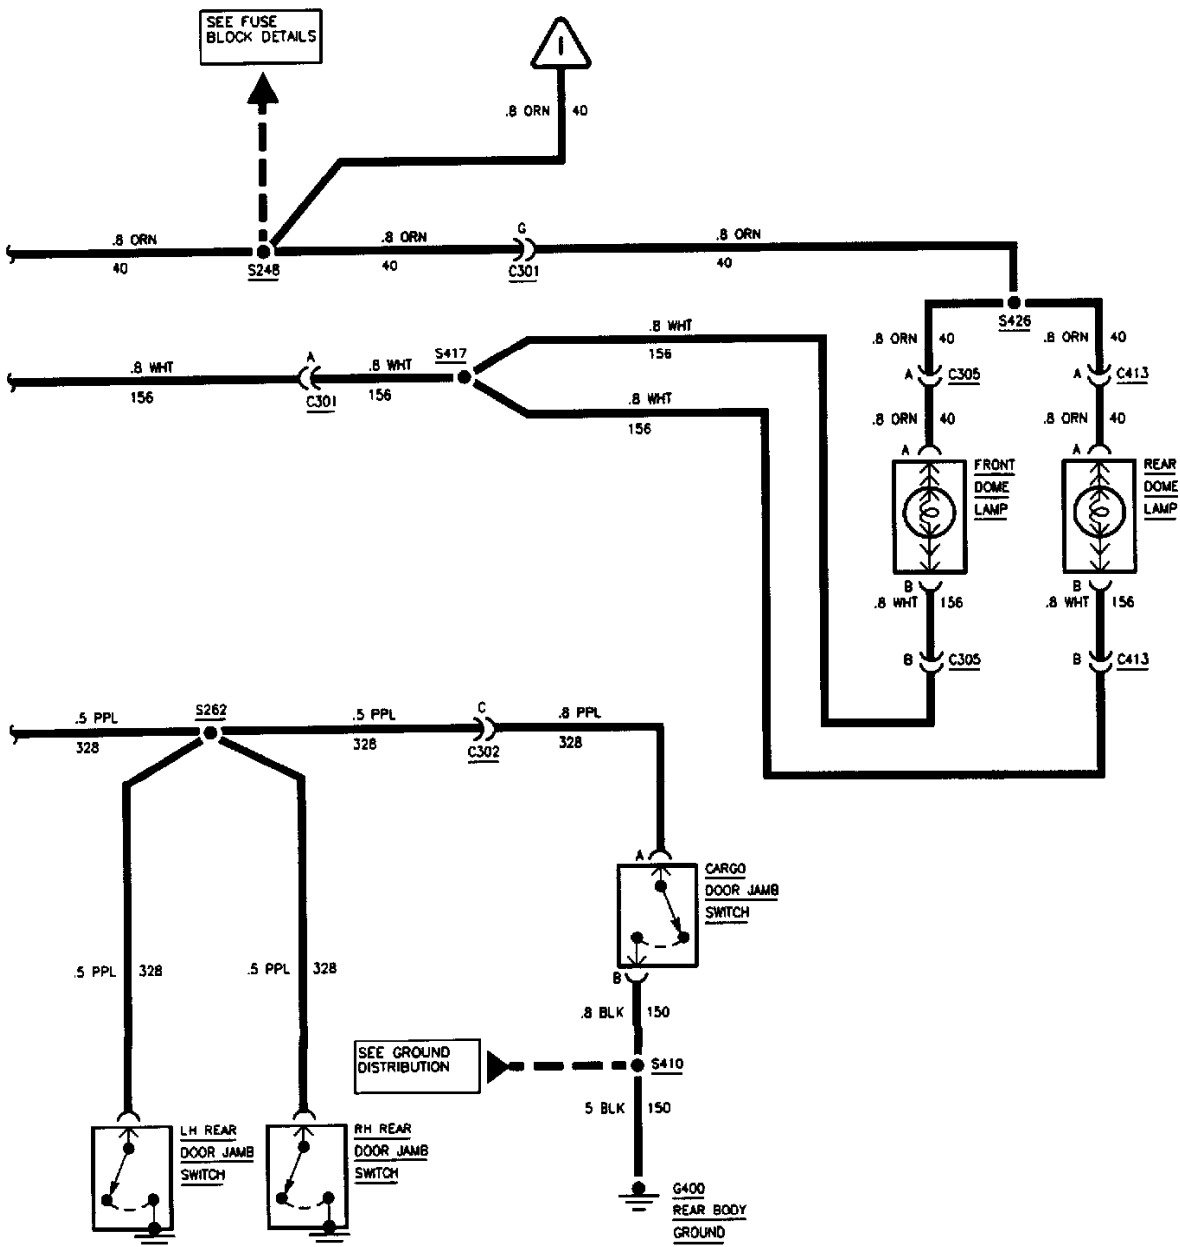 SEE FUSE
BLOCK DETAILS
I
.8 ORN 40
.8 ORN
40
S248
.8 ORN
40
G
C301
.8 ORN
40
S426
.8 WHT
156
A
C301
.8 WHT
156
S417
.8 WHT
156
.8 WHT
156
.8 ORN 40
.8 ORN 40
A C305
A C413
.8 ORN 40
.8 ORN 40
A
A
FRONT
DOME
LAMP
REAR
DOME
LAMP
B
B
.8 WHT 156
.8 WHT 156
B C305
B C413
.5 PPL
328
S262
.5 PPL
328
C
C302
.8 PPL
328
A
CARGO
DOOR JAMB
SWITCH
B
.5 PPL 328
.5 PPL 328
.8 BLK 150
SEE GROUND
DISTRIBUTION
S410
5 BLK 150
LH REAR
DOOR JAMB
SWITCH
RH REAR
DOOR JAMB
SWITCH
G400
REAR BODY
GROUND